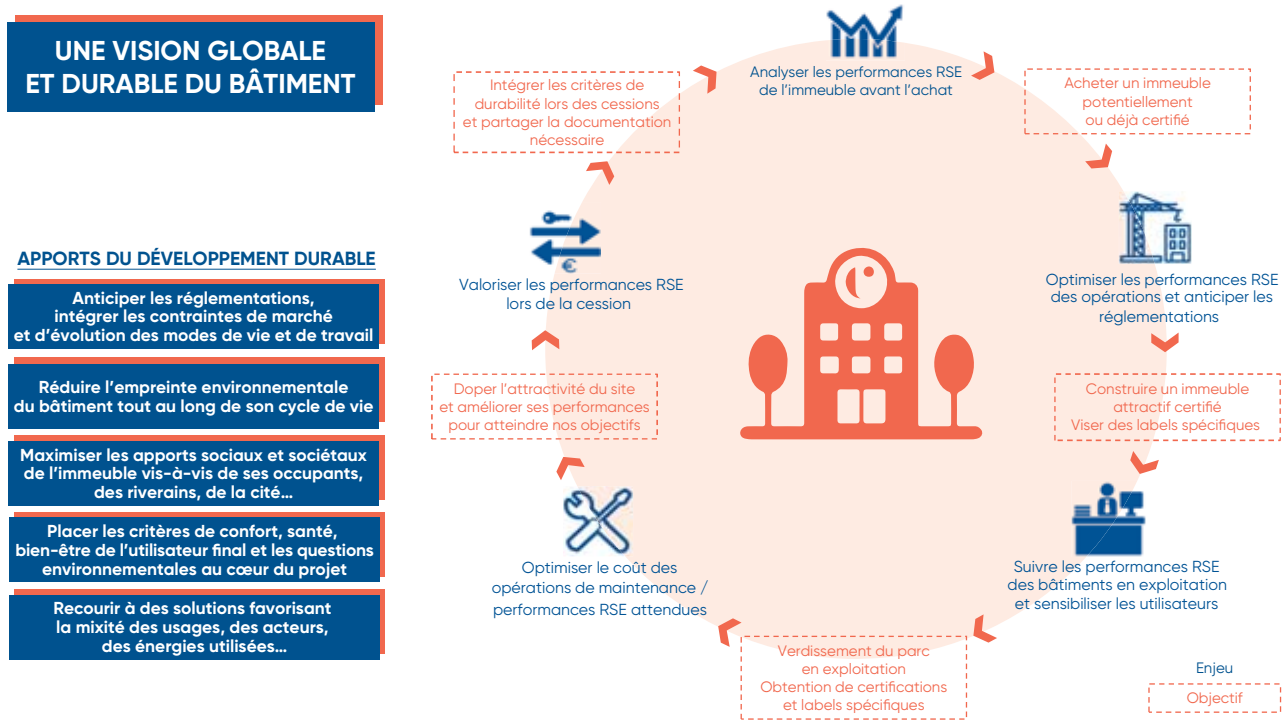 UNE VISION GLOBALE
ET DURABLE DU BÂTIMENT
APPORTS DU DÉVELOPPEMENT DURABLE
Anticiper les réglementations,
intégrer les contraintes de marché
et d'évolution des modes de vie et de travail
Réduire l'empreinte environnementale
du bâtiment tout au long de son cycle de vie
Maximiser les apports sociaux et sociétaux
de l'immeuble vis-à-vis de ses occupants,
des riverains, de la cité…
Placer les critères de confort, santé,
bien-être de l'utilisateur final et les questions
environnementales au cœur du projet
Recourir à des solutions favorisant
la mixité des usages, des acteurs,
des énergies utilisées…
Analyser les performances RSE
de l'immeuble avant l'achat
Acheter un immeuble
potentiellement
ou déjà certifié
Optimiser les performances RSE
des opérations et anticiper les
réglementations
Construire un immeuble
attractif certifié
Viser des labels spécifiques
Suivre les performances RSE
des bâtiments en exploitation
et sensibiliser les utilisateurs
Verdissement du parc
en exploitation
Obtention de certifications
et labels spécifiques
Optimiser le coût des
opérations de maintenance /
performances RSE attendues
Doper l'attractivité du site
et améliorer ses performances
pour atteindre nos objectifs
€
Valoriser les performances RSE
lors de la cession
Intégrer les critères de
durabilité lors des cessions
et partager la documentation
nécessaire
Enjeu
Objectif